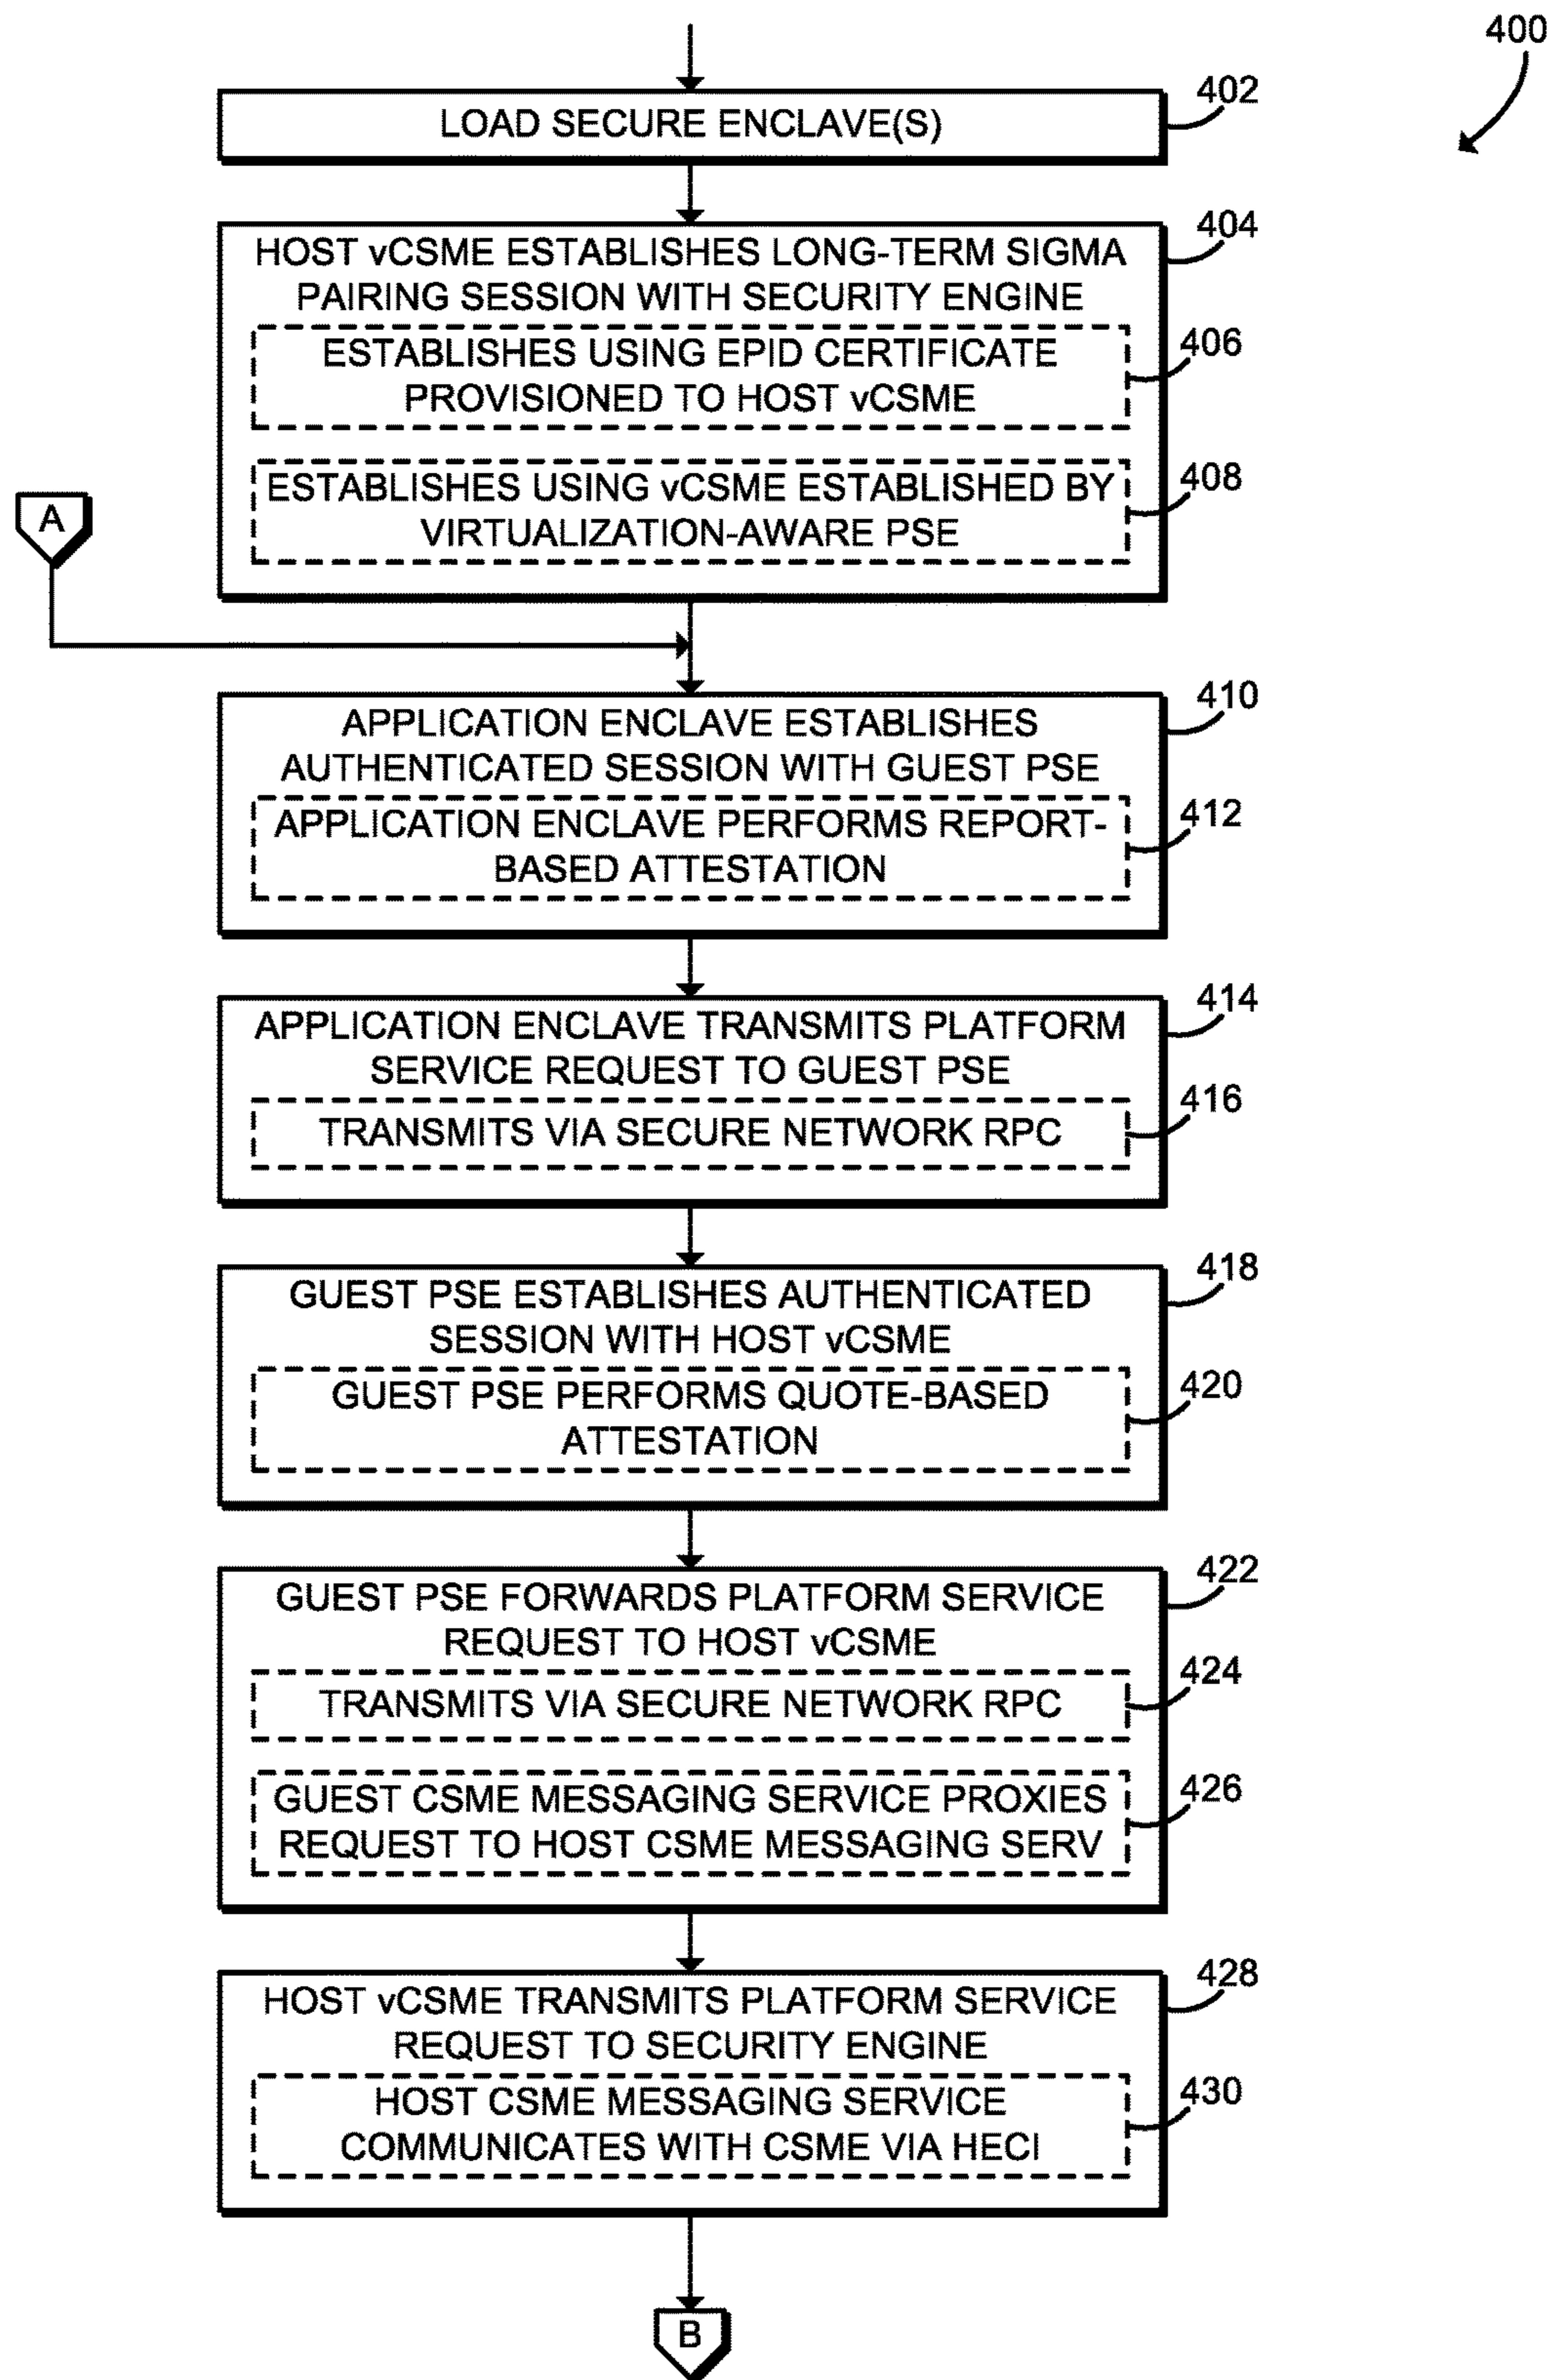 400
LOAD SECURE ENCLAVE(S)
402
HOST vCSME ESTABLISHES LONG-TERM SIGMA
PAIRING SESSION WITH SECURITY ENGINE
404
ESTABLISHES USING EPID CERTIFICATE
PROVISIONED TO HOST vCSME
406
ESTABLISHES USING vCSME ESTABLISHED BY
VIRTUALIZATION-AWARE PSE
408
A
APPLICATION ENCLAVE ESTABLISHES
AUTHENTICATED SESSION WITH GUEST PSE
410
APPLICATION ENCLAVE PERFORMS REPORT-
BASED ATTESTATION
412
APPLICATION ENCLAVE TRANSMITS PLATFORM
SERVICE REQUEST TO GUEST PSE
414
TRANSMITS VIA SECURE NETWORK RPC
416
GUEST PSE ESTABLISHES AUTHENTICATED
SESSION WITH HOST vCSME
418
GUEST PSE PERFORMS QUOTE-BASED
ATTESTATION
420
GUEST PSE FORWARDS PLATFORM SERVICE
REQUEST TO HOST vCSME
422
TRANSMITS VIA SECURE NETWORK RPC
424
GUEST CSME MESSAGING SERVICE PROXIES
REQUEST TO HOST CSME MESSAGING SERV
426
HOST vCSME TRANSMITS PLATFORM SERVICE
REQUEST TO SECURITY ENGINE
428
HOST CSME MESSAGING SERVICE
COMMUNICATES WITH CSME VIA HECI
430
B